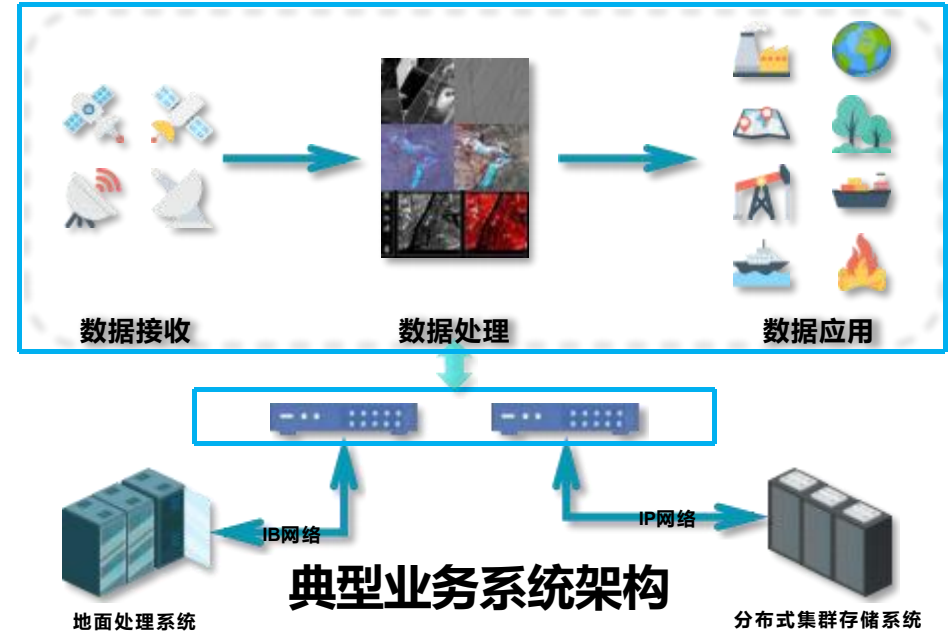 数据接收
数据处理
数据应用
IB网络
IP网络
典型业务系统架构
地面处理系统
分布式集群存储系统